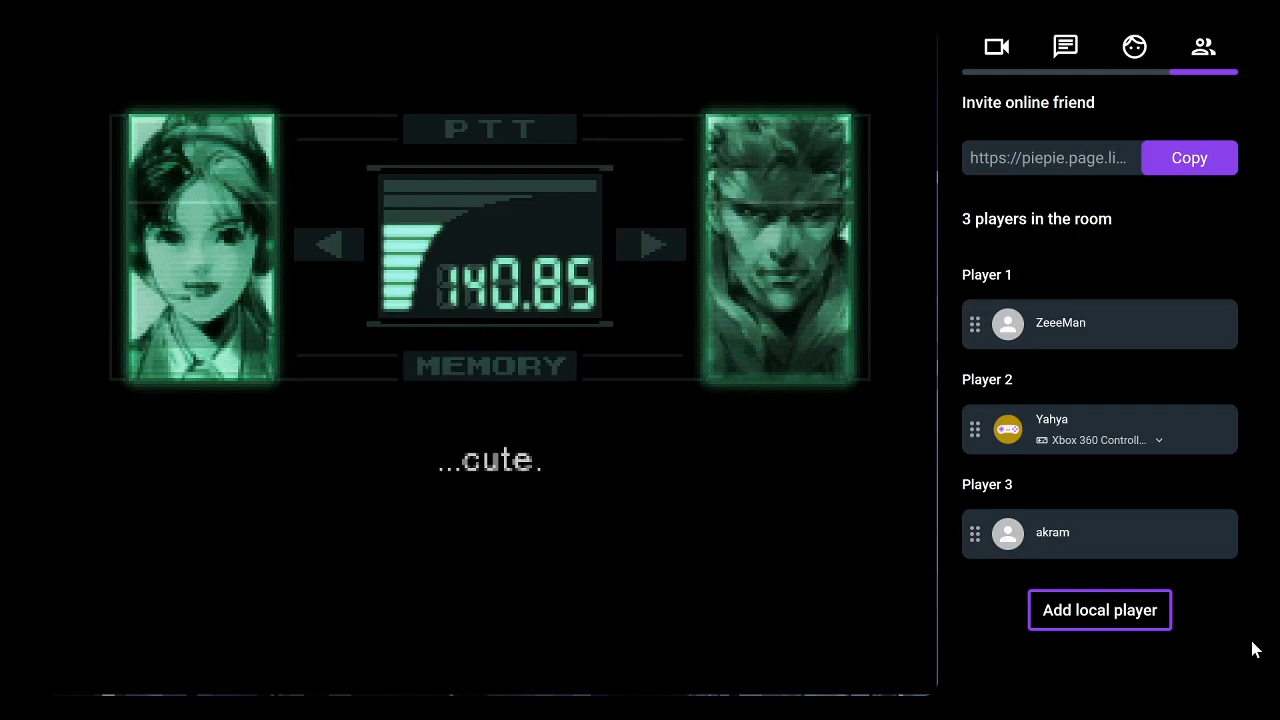 PTT
140.85
MEMORY
...cute.
Invite online friend
https://piepie.page.li...
Copy
3 players in the room
Player 1
ZeeeMan
Player 2
Yahya
Xbox 360 Controll...
Player 3
akram
Add local player